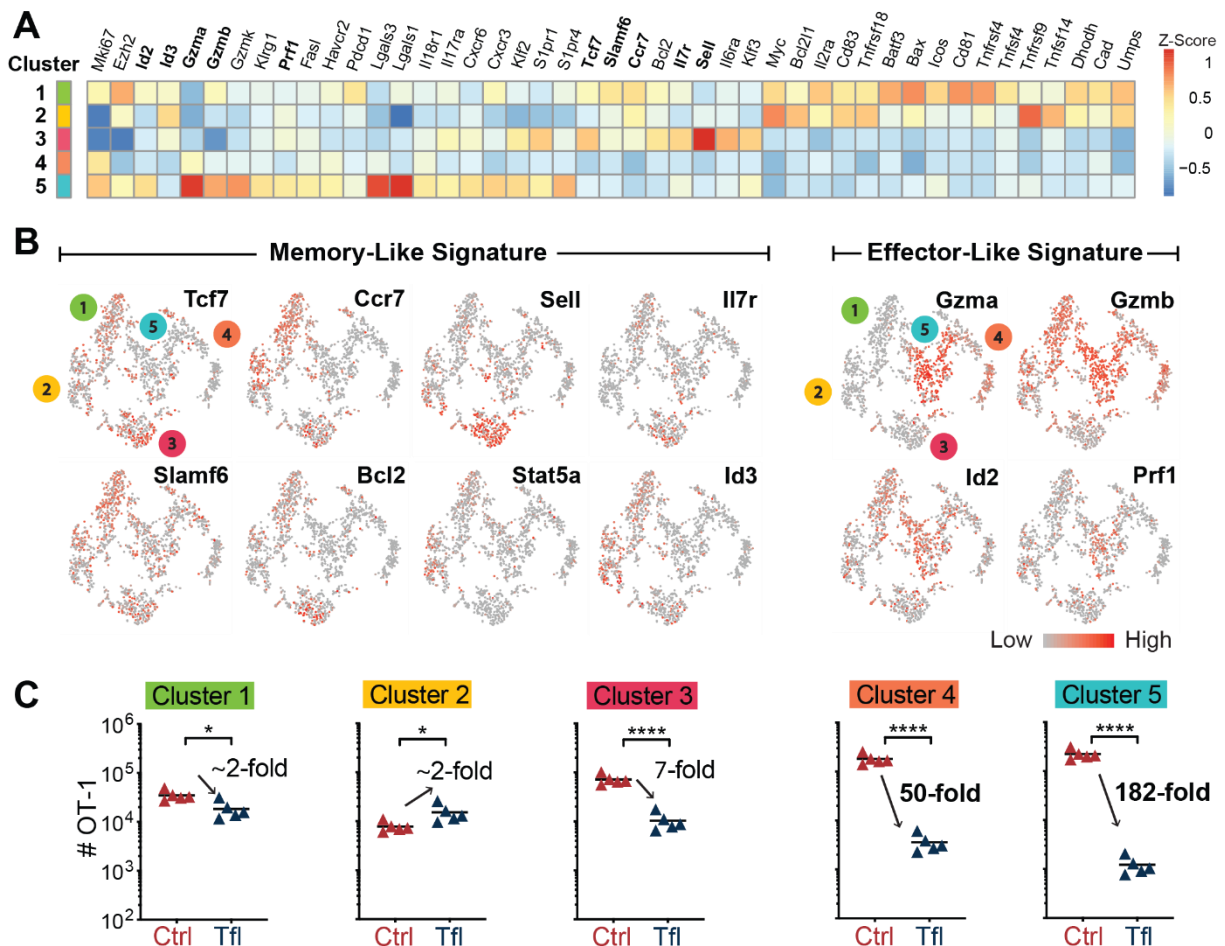 A
Mki67 Ezh2 Id2 Id3 Gzma Gzmb Gzmk Klrg1 Prf1 Fasl Havcr2 Pdcd1 Lgals3 Lgals1 Il18r1 Il17ra Cxcr6 Cxcr3 Klf2 S1pr1 S1pr4 Tcf7 Slamf6 Ccr7 Bcl2 Il7r Sell Il6ra Klf3 Myc Bcl2l1 Il2ra Cd83 Tnfrsf18 Batf3 Bax Icos Cd81 Tnfrsf4 Tnfsf4 Tnfrsf9 Tnfsf14 Dhodh Cad Umps
Cluster
Z-Score
1
2
3
4
5
1
0.5
0
−0.5
B
Memory-Like Signature
Effector-Like Signature
Tcf7 Ccr7 Sell Il7r Gzma Gzmb
1 5 4 2 3
1 5 4 2 3
Slamf6 Bcl2 Stat5a Id3 Id2 Prf1
Low High
C
Cluster 1 Cluster 2 Cluster 3 Cluster 4 Cluster 5
# OT-1
10⁶
10⁵
10⁴
10³
10²
* * **** **** ****
~2-fold ~2-fold 7-fold 50-fold 182-fold
Ctrl Tfl Ctrl Tfl Ctrl Tfl Ctrl Tfl Ctrl Tfl